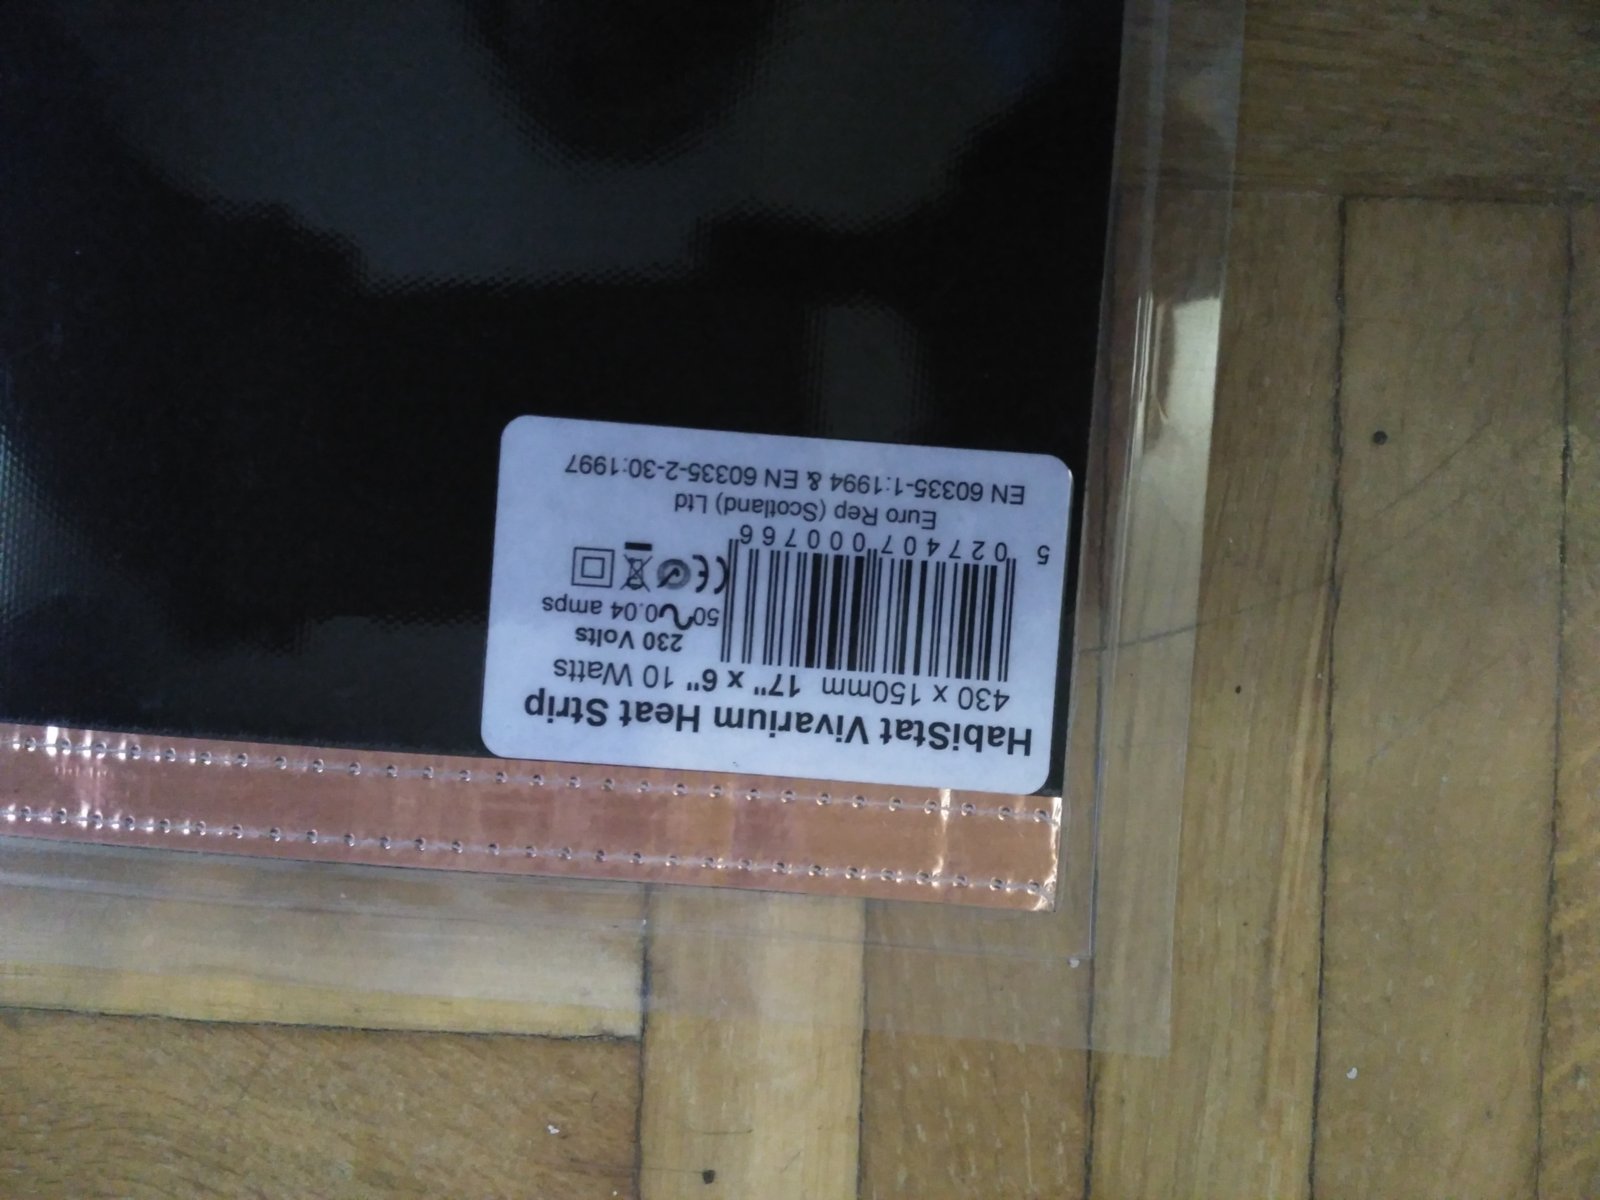 HabiStat Vivarium Heat Strip
430 x 150mm 17" x 6" 10 Watts
230 Volts
50~0.04 amps
CE
5 027407 000766
Euro Rep (Scotland) Ltd
EN 60335-1:1994 & EN 60335-2-30:1997